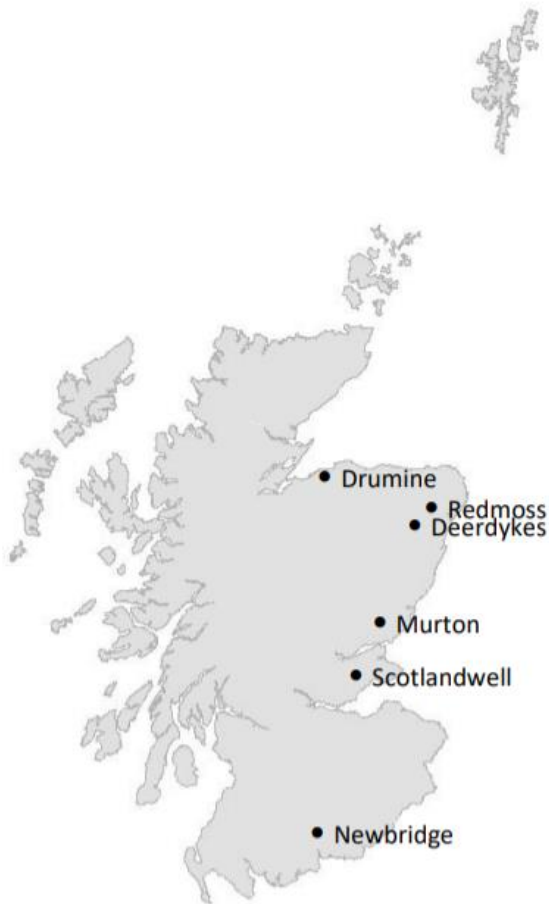 Drumine
Redmoss
Deerdykes
Murton
Scotlandwell
Newbridge